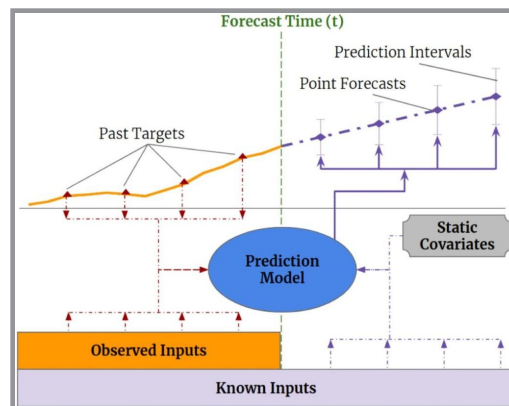 Forecast Time (t)
Prediction Intervals
Point Forecasts
Past Targets
Static
Covariates
Prediction
Model
Observed Inputs
Known Inputs